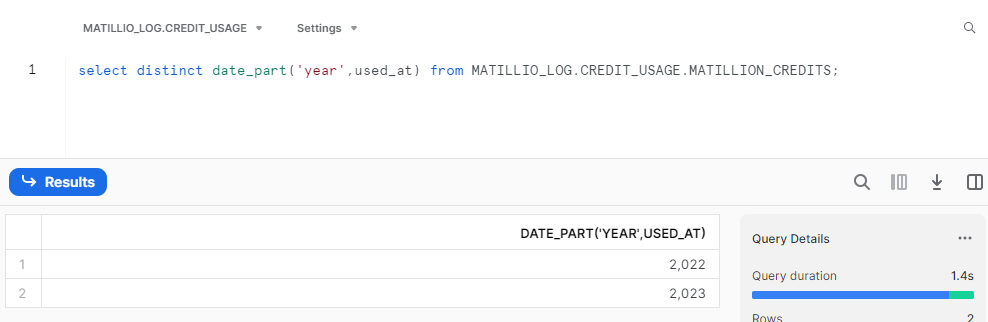 MATILLIO_LOG.CREDIT_USAGE Settings
1 select distinct date_part('year',used_at) from MATILLIO_LOG.CREDIT_USAGE.MATILLION_CREDITS;
Results
DATE_PART('YEAR',USED_AT)
1 2,022
2 2,023
Query Details
Query duration 1.4s
Rows 2